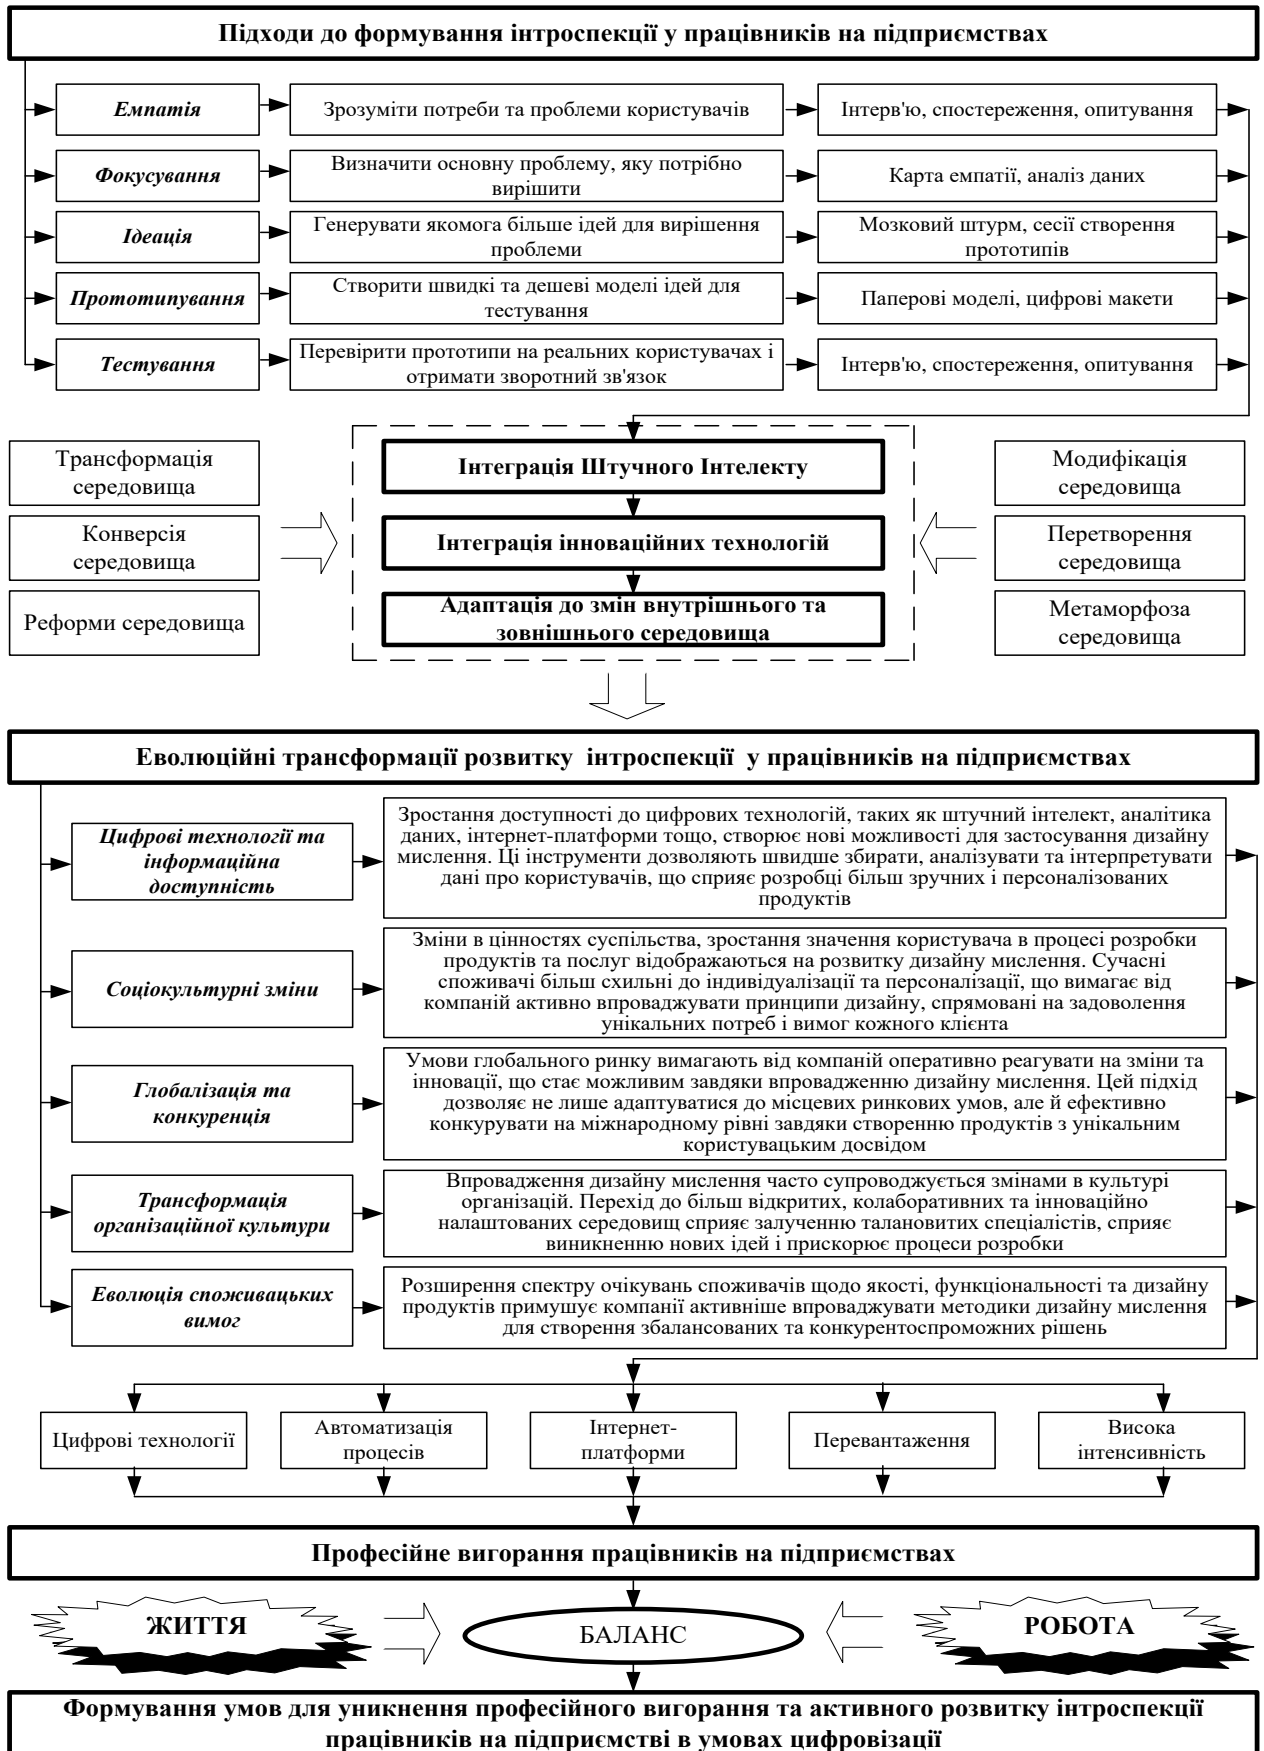 Підходи до формування інтроспекції у працівників на підприємствах
Емпатія
Зрозуміти потреби та проблеми користувачів
Інтерв'ю, спостереження, опитування
Фокусування
Визначити основну проблему, яку потрібно
вирішити
Карта емпатії, аналіз даних
Ідеація
Генерувати якомога більше ідей для вирішення
проблеми
Мозковий штурм, сесії створення
прототипів
Прототипування
Створити швидкі та дешеві моделі ідей для
тестування
Паперові моделі, цифрові макети
Тестування
Перевірити прототипи на реальних користувачах і
отримати зворотний зв'язок
Інтерв'ю, спостереження, опитування
Трансформація
середовища
Конверсія
середовища
Реформи середовища
Інтеграція Штучного Інтелекту
Інтеграція інноваційних технологій
Адаптація до змін внутрішнього та
зовнішнього середовища
Модифікація
середовища
Перетворення
середовища
Метаморфоза
середовища
Еволюційні трансформації розвитку інтроспекції у працівників на підприємствах
Цифрові технології та
інформаційна
доступність
Зростання доступності до цифрових технологій, таких як штучний інтелект, аналітика
даних, інтернет-платформи тощо, створює нові можливості для застосування дизайну
мислення. Ці інструменти дозволяють швидше збирати, аналізувати та інтерпретувати
дані про користувачів, що сприяє розробці більш зручних і персоналізованих
продуктів
Соціокультурні зміни
Зміни в цінностях суспільства, зростання значення користувача в процесі розробки
продуктів та послуг відображаються на розвитку дизайну мислення. Сучасні
споживачі більш схильні до індивідуалізації та персоналізації, що вимагає від
компаній активно впроваджувати принципи дизайну, спрямовані на задоволення
унікальних потреб і вимог кожного клієнта
Глобалізація та
конкуренція
Умови глобального ринку вимагають від компаній оперативно реагувати на зміни та
інновації, що стає можливим завдяки впровадженню дизайну мислення. Цей підхід
дозволяє не лише адаптуватися до місцевих ринкових умов, але й ефективно
конкурувати на міжнародному рівні завдяки створенню продуктів з унікальним
користувацьким досвідом
Трансформація
організаційної культури
Впровадження дизайну мислення часто супроводжується змінами в культурі
організацій. Перехід до більш відкритих, колаборативних та інноваційно
налаштованих середовищ сприяє залученню талановитих спеціалістів, сприяє
виникненню нових ідей і прискорює процеси розробки
Еволюція споживацьких
вимог
Розширення спектру очікувань споживачів щодо якості, функціональності та дизайну
продуктів примушує компанії активніше впроваджувати методики дизайну мислення
для створення збалансованих та конкурентоспроможних рішень
Цифрові технології
Автоматизація
процесів
Інтернет-
платформи
Перевантаження
Висока
інтенсивність
Професійне вигорання працівників на підприємствах
ЖИТТЯ
БАЛАНС
РОБОТА
Формування умов для уникнення професійного вигорання та активного розвитку інтроспекції
працівників на підприємстві в умовах цифровізації